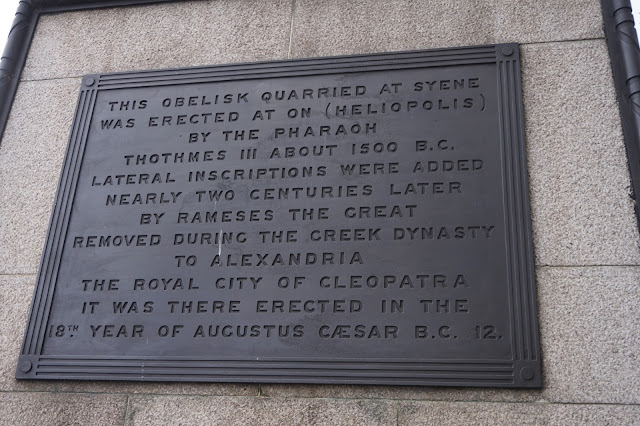 THIS OBELISK QUARRIED AT SYENE
WAS ERECTED AT ON (HELIOPOLIS)
BY THE PHARAOH
THOTHMES III ABOUT 1500 B.C.
LATERAL INSCRIPTIONS WERE ADDED
NEARLY TWO CENTURIES LATER
BY RAMESES THE GREAT
REMOVED DURING THE GREEK DYNASTY
TO ALEXANDRIA
THE ROYAL CITY OF CLEOPATRA
IT WAS THERE ERECTED IN THE
18TH YEAR OF AUGUSTUS CÆSAR B.C. 12.